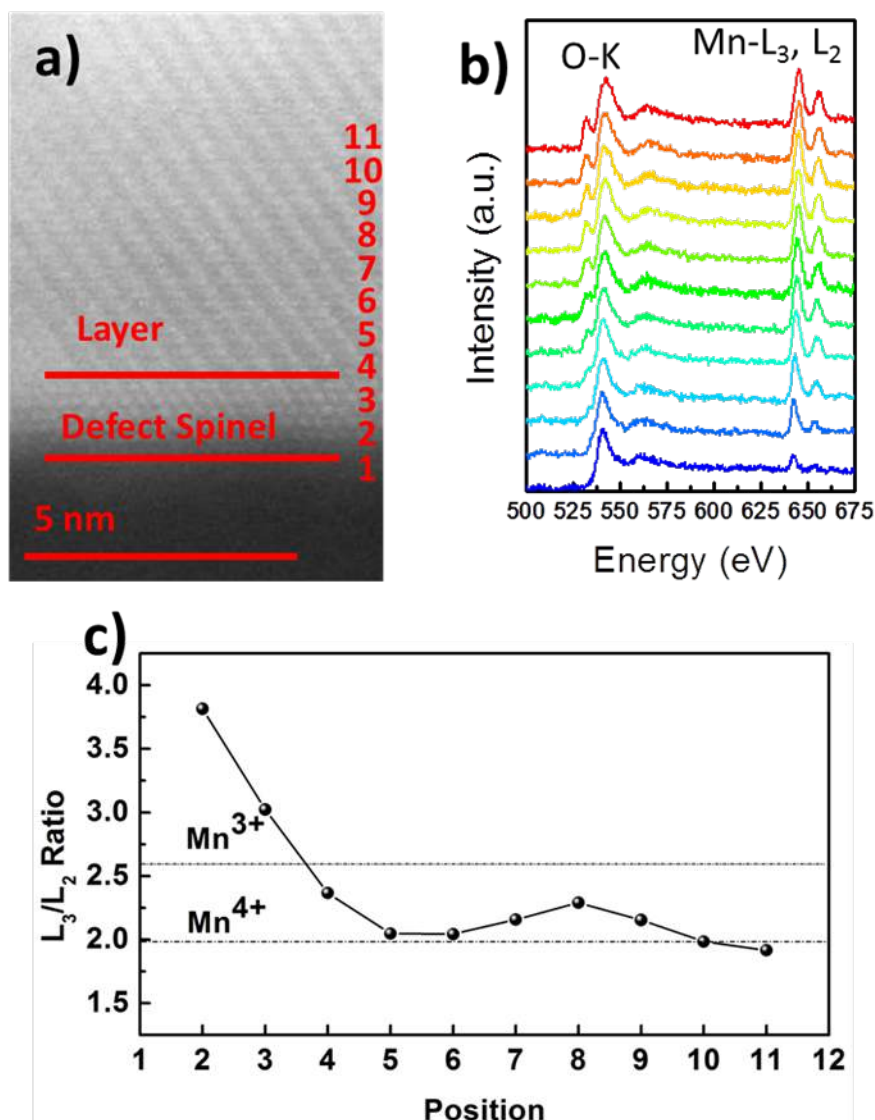 a)
11
10
9
8
7
6
5
4
3
2
1
Layer
Defect Spinel
5 nm
b)
O-K
Mn-L₃, L₂
Intensity (a.u.)
500 525 550 575 600 625 650 675
Energy (eV)
c)
4.0
3.5
3.0
2.5
2.0
1.5
L₃/L₂ Ratio
Mn³⁺
Mn⁴⁺
1 2 3 4 5 6 7 8 9 10 11 12
Position